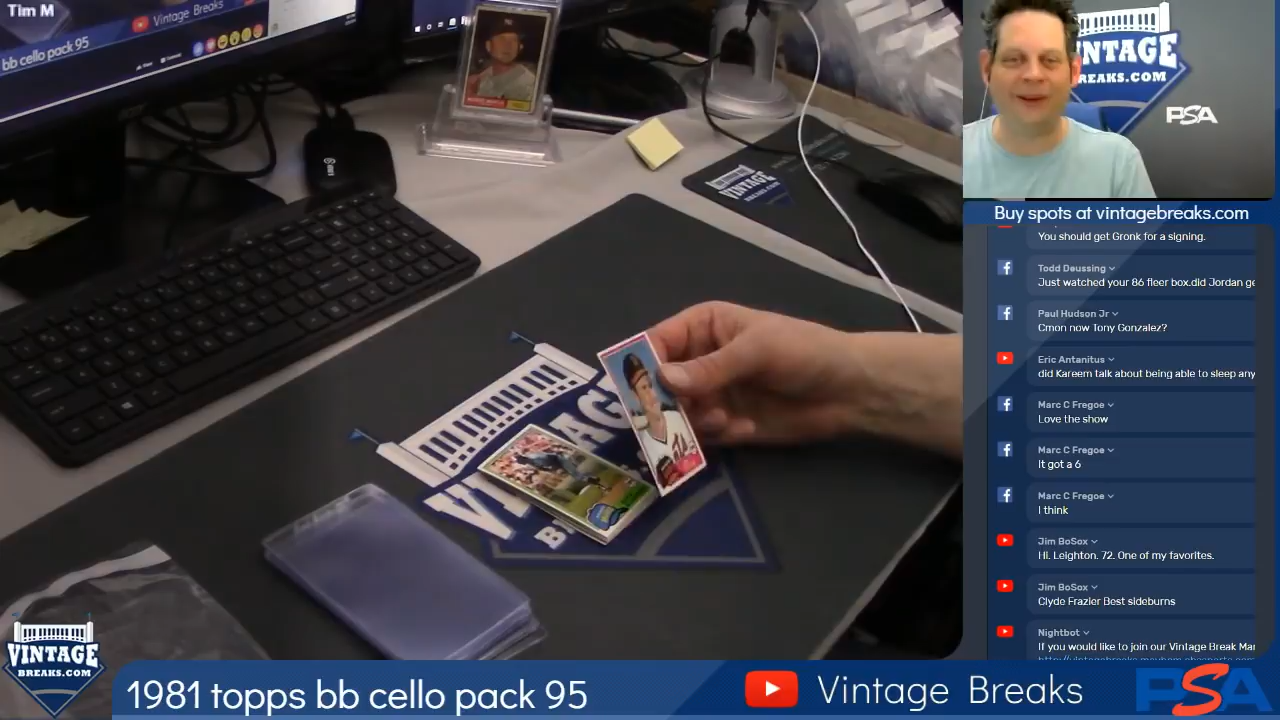 Tim M
Vintage Breaks
bb cello pack 95
VINTAGE
BREAKS.COM
VINTAGE
BREAKS.COM
PSA
Buy spots at vintagebreaks.com
You should get Gronk for a signing.
Todd Deussing
Just watched your 86 fleer box.did Jordan ge
Paul Hudson Jr
Cmon now Tony Gonzalez?
Eric Antanitus
did Kareem talk about being able to sleep any
Marc C Fregoe
Love the show
Marc C Fregoe
It got a 6
Marc C Fregoe
I think
Jim BoSox
Hi. Leighton. 72. One of my favorites.
Jim BoSox
Clyde Frazier Best sideburns
Nightbot
If you would like to join our Vintage Break Mar
VINTAGE
BREAKS.COM
1981 topps bb cello pack 95
Vintage Breaks
PSA